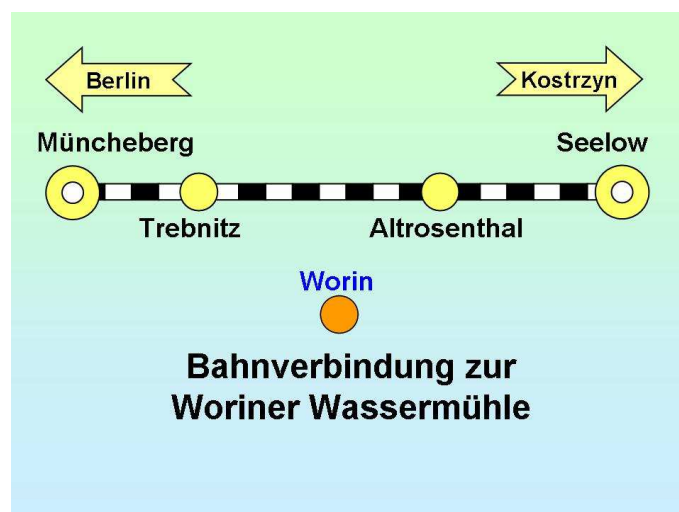 Berlin
Kostrzyn
Müncheberg
Seelow
Trebnitz
Altrosenthal
Worin
Bahnverbindung zur
Woriner Wassermühle